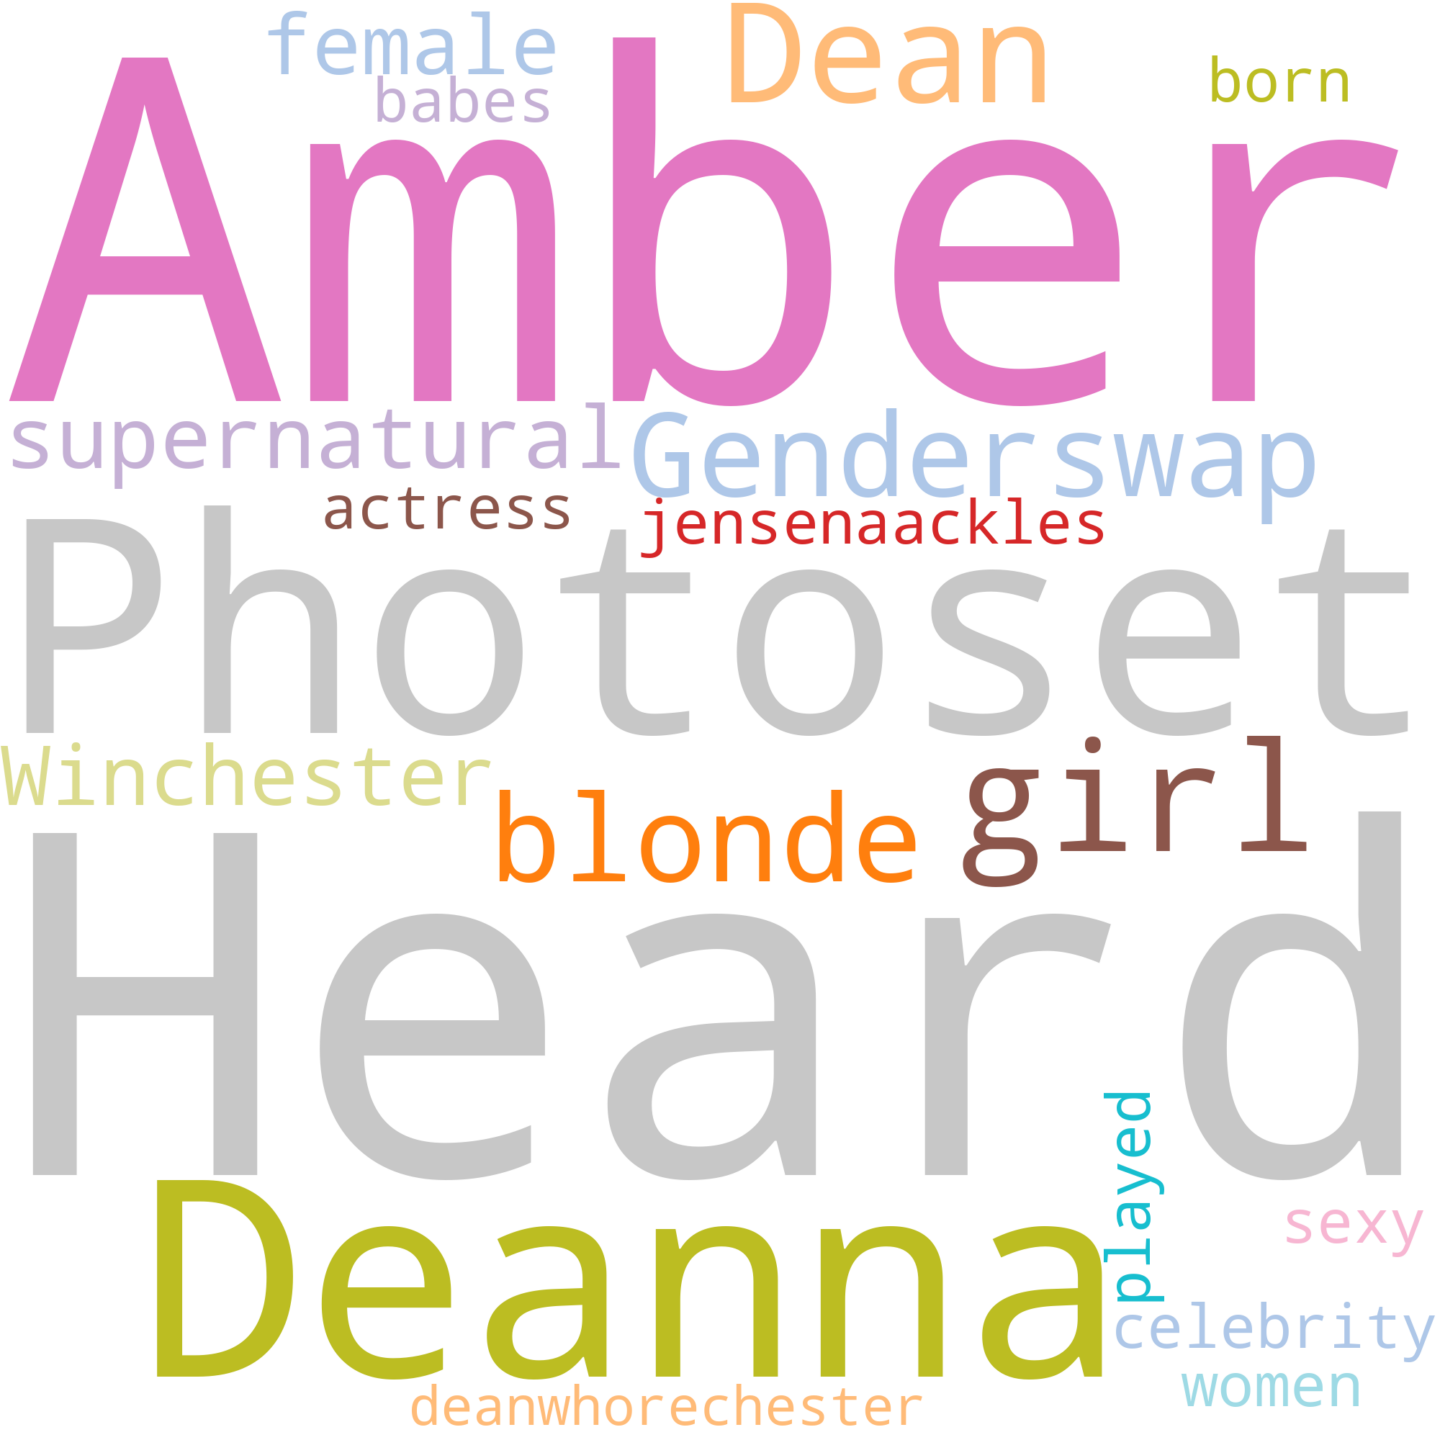 female
Dean
born
babes
Amber
supernatural
Genderswap
actress
jensenaackles
Photoset
Winchester
girl
blonde
Heard
played
Deanna
sexy
celebrity
women
deanwhorechester